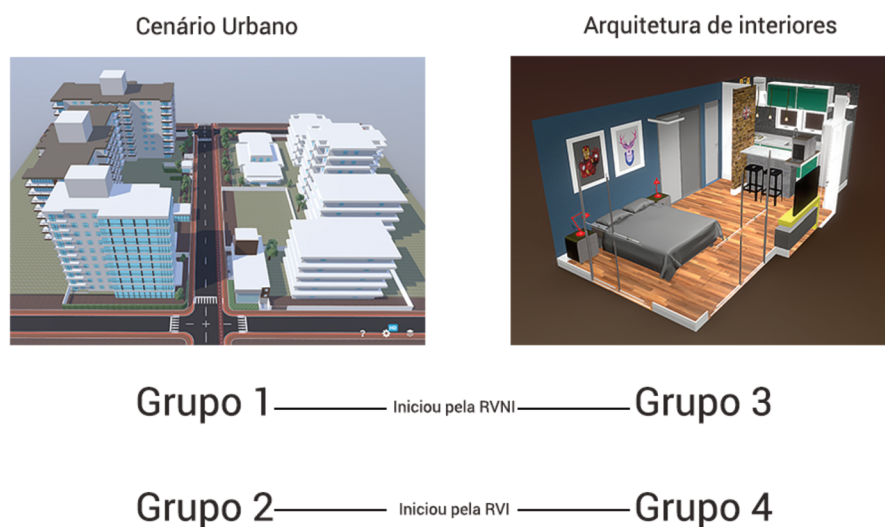 Cenário Urbano
Arquitetura de interiores
Grupo 1 Iniciou pela RVNI Grupo 3
Grupo 2 Iniciou pela RVI Grupo 4